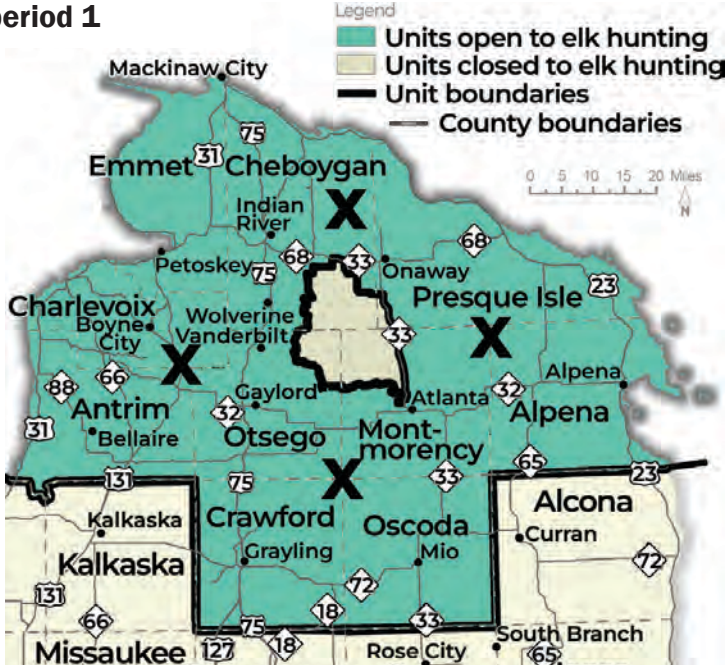 period 1
Legend
Units open to elk hunting
Units closed to elk hunting
Unit boundaries
County boundaries
0 5 10 15 20 Miles
N
Mackinaw City
75
Emmet 31 Cheboygan
Indian
River
X
68
68 33
Petoskey
75
Onaway
23
Presque Isle
Charlevoix
Boyne
City
Wolverine
Vanderbilt
33
X
X
88 66
Gaylord
Atlanta
32
Alpena
Antrim
32
Alpena
31
Bellaire
Otsego
Mont-
morency
65
131
75
X
33
23
Alcona
Kalkaska
Crawford
Oscoda
Curran
Kalkaska
Grayling
Mio
72
72
131
66
18
33
75
Missaukee
127
18
Rose City
South Branch
65